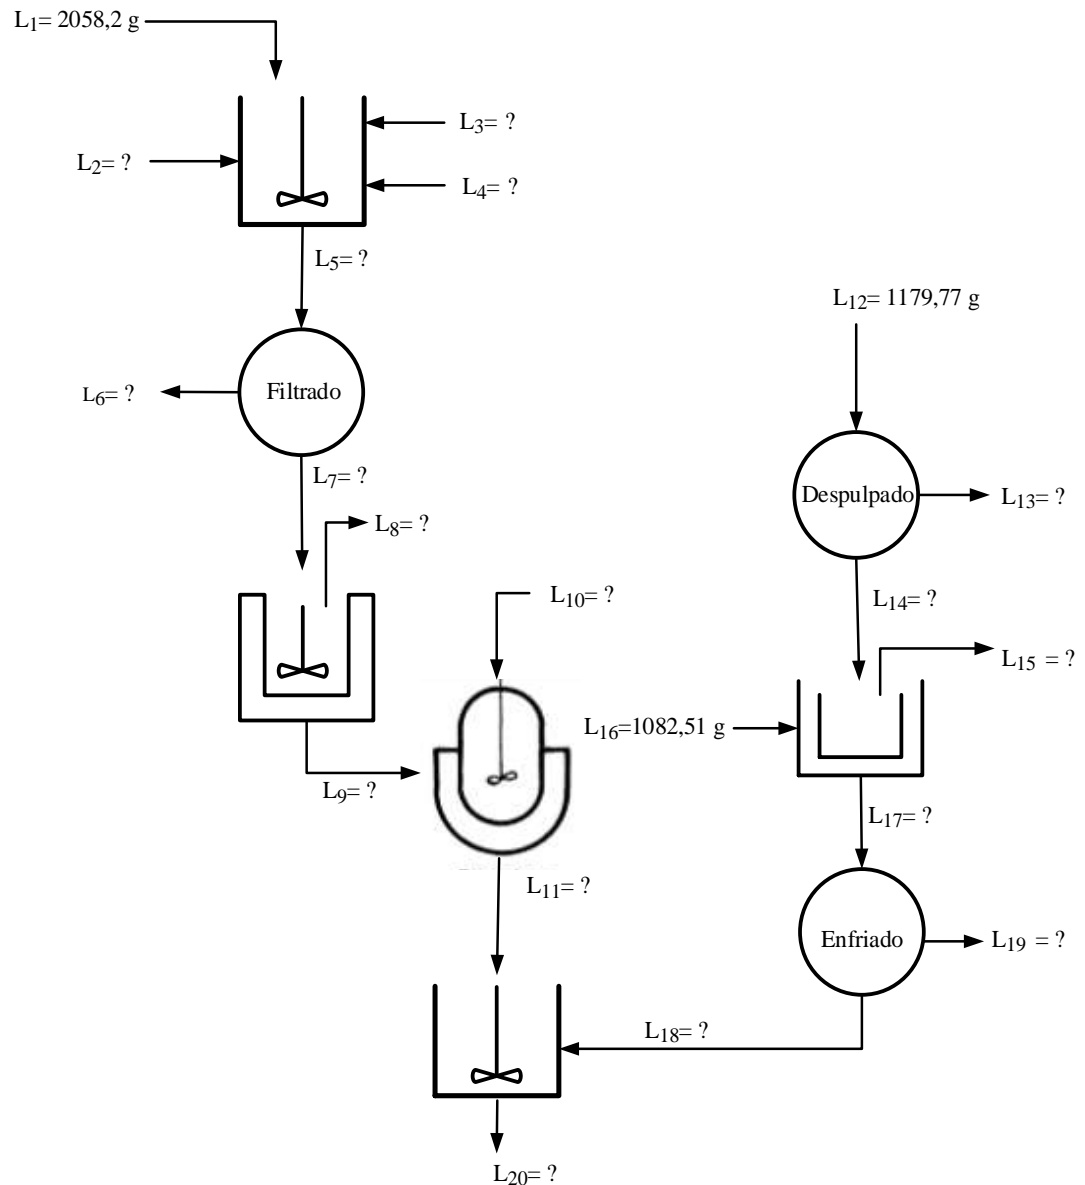 L1= 2058,2 g
L3= ?
L2= ?
L4= ?
L5= ?
L12= 1179,77 g
L6= ?
Filtrado
L7= ?
Despulpado
L13= ?
L8= ?
L10= ?
L14= ?
L15 = ?
L16=1082,51 g
L9= ?
L17= ?
L11= ?
Enfriado
L19 = ?
L18= ?
L20= ?